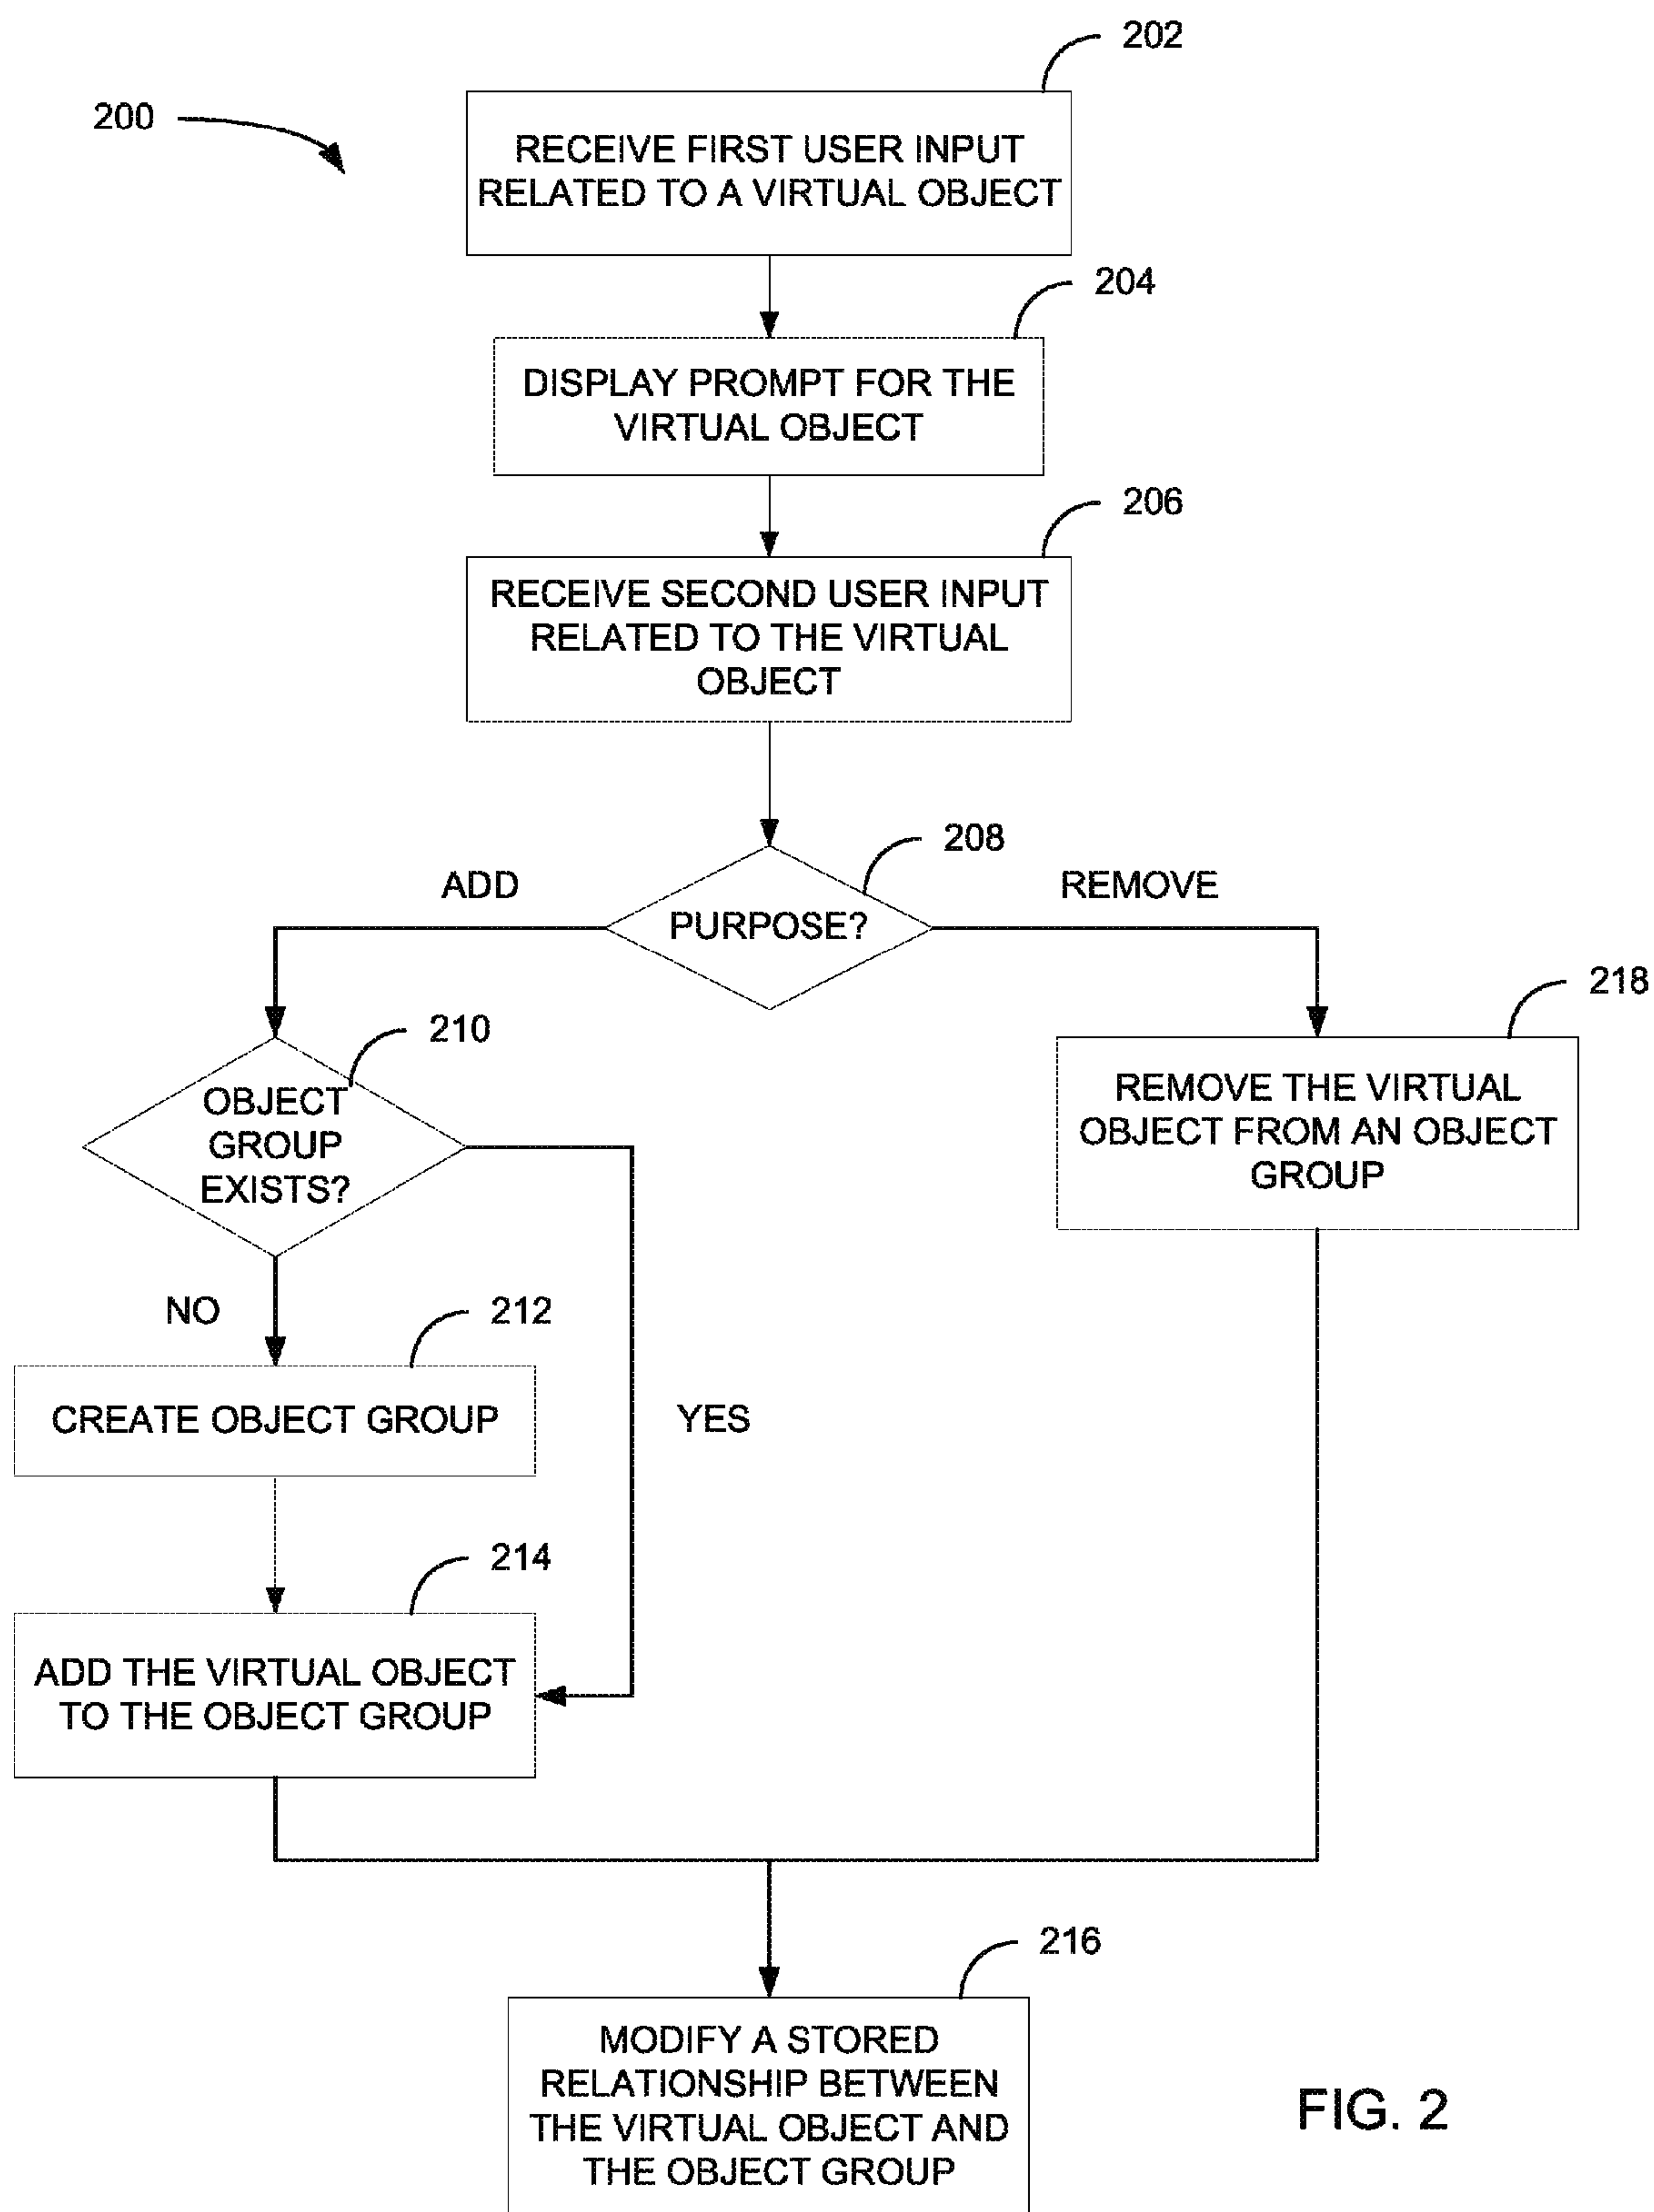 202
200
RECEIVE FIRST USER INPUT
RELATED TO A VIRTUAL OBJECT
204
DISPLAY PROMPT FOR THE
VIRTUAL OBJECT
206
RECEIVE SECOND USER INPUT
RELATED TO THE VIRTUAL
OBJECT
208
ADD
REMOVE
PURPOSE?
218
210
OBJECT
GROUP
EXISTS?
REMOVE THE VIRTUAL
OBJECT FROM AN OBJECT
GROUP
NO
212
CREATE OBJECT GROUP
YES
214
ADD THE VIRTUAL OBJECT
TO THE OBJECT GROUP
216
MODIFY A STORED
RELATIONSHIP BETWEEN
THE VIRTUAL OBJECT AND
THE OBJECT GROUP
FIG. 2